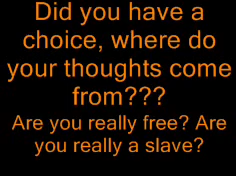 Did you have a
choice, where do
your thoughts come
from???
Are you really free? Are
you really a slave?